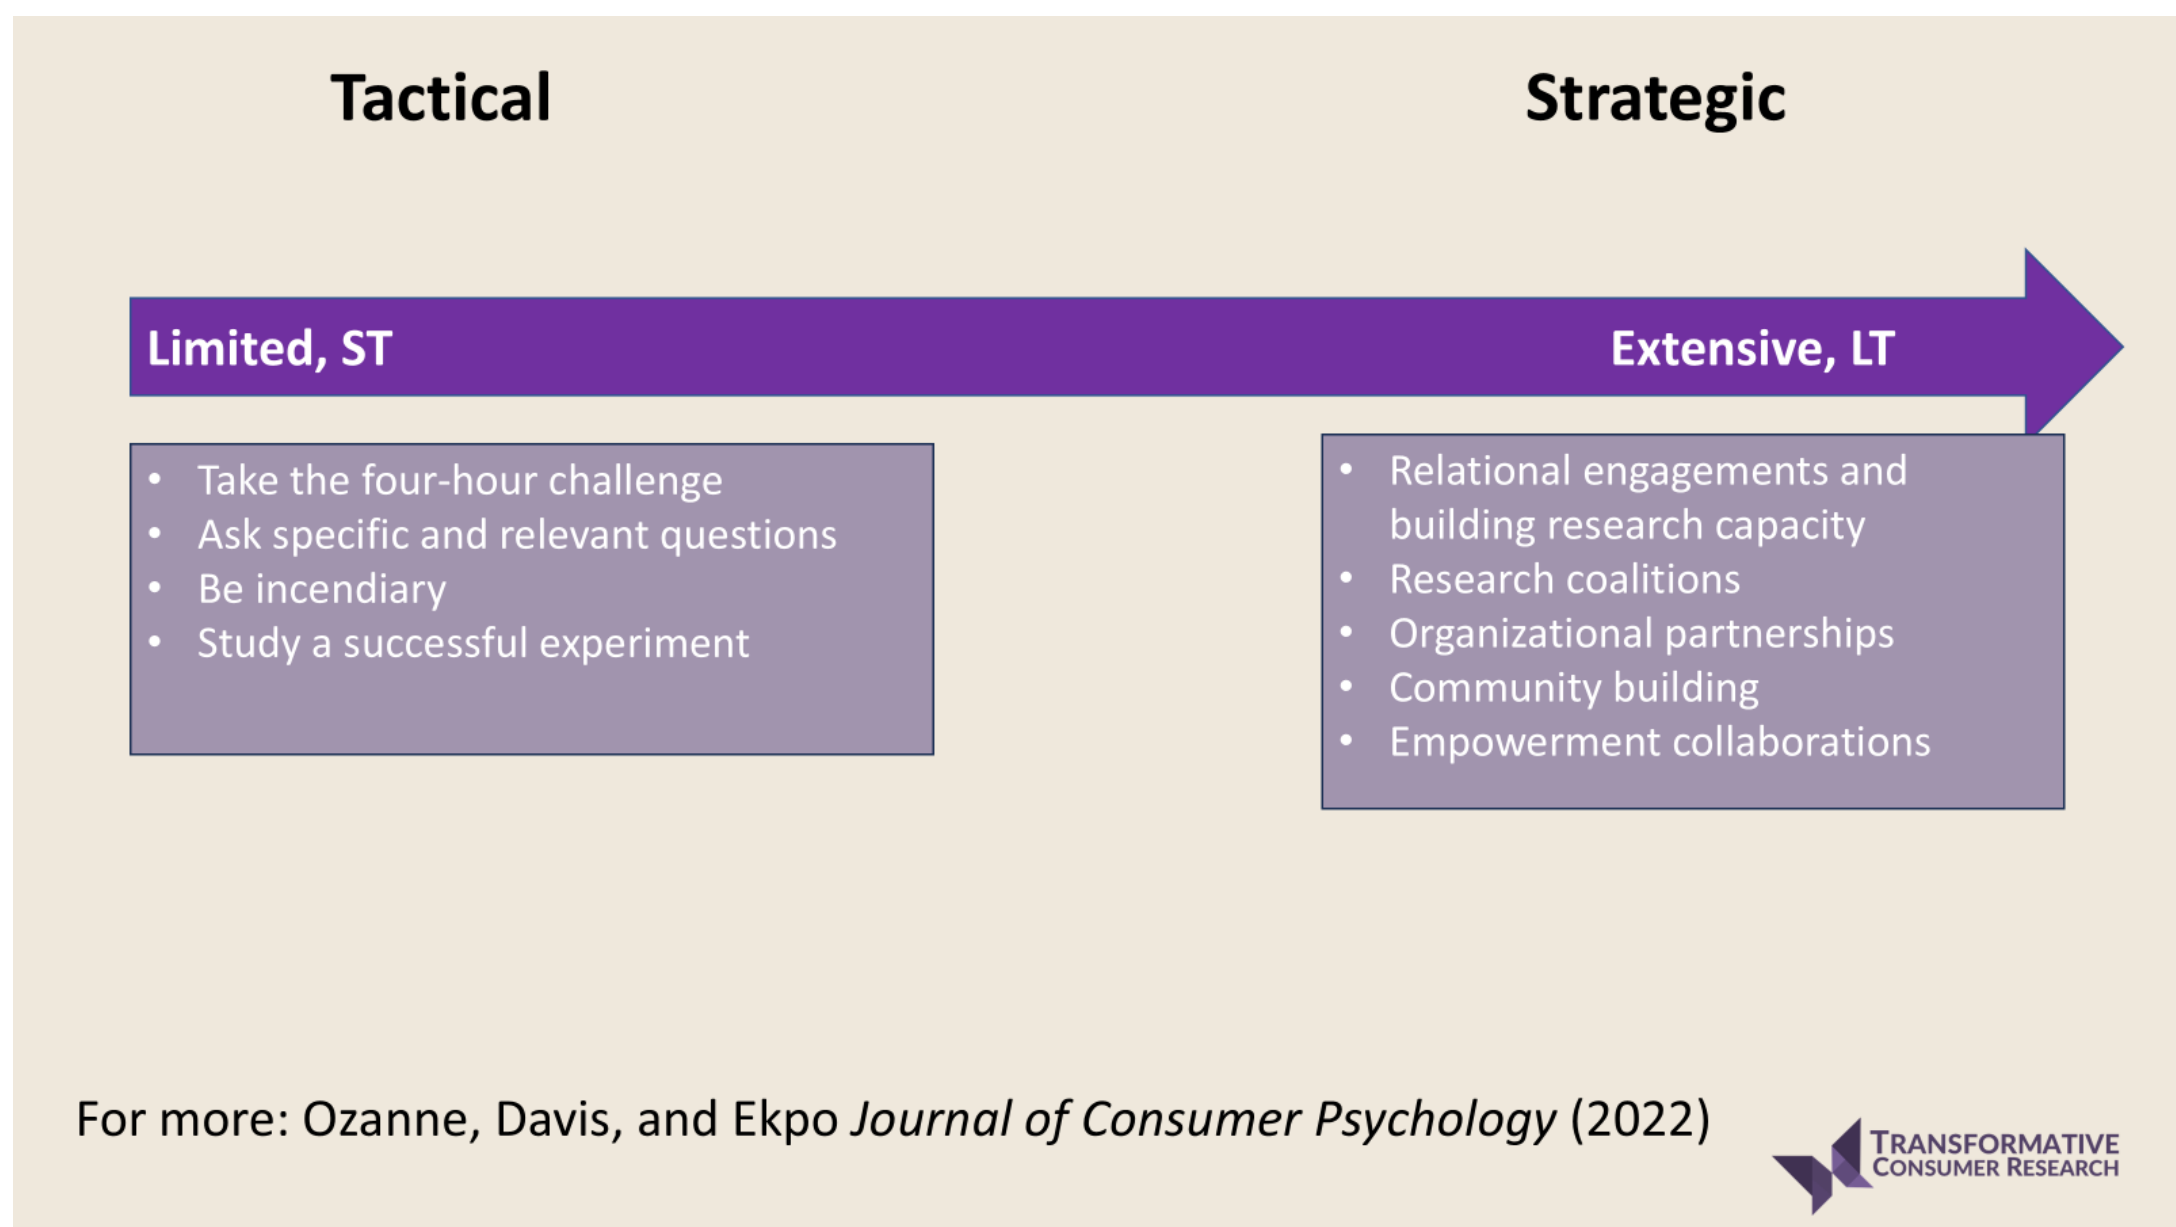 Tactical
Strategic
Limited, ST
Extensive, LT
• Take the four-hour challenge
• Ask specific and relevant questions
• Be incendiary
• Study a successful experiment
• Relational engagements and
building research capacity
• Research coalitions
• Organizational partnerships
• Community building
• Empowerment collaborations
For more: Ozanne, Davis, and Ekpo Journal of Consumer Psychology (2022)
TRANSFORMATIVE
CONSUMER RESEARCH